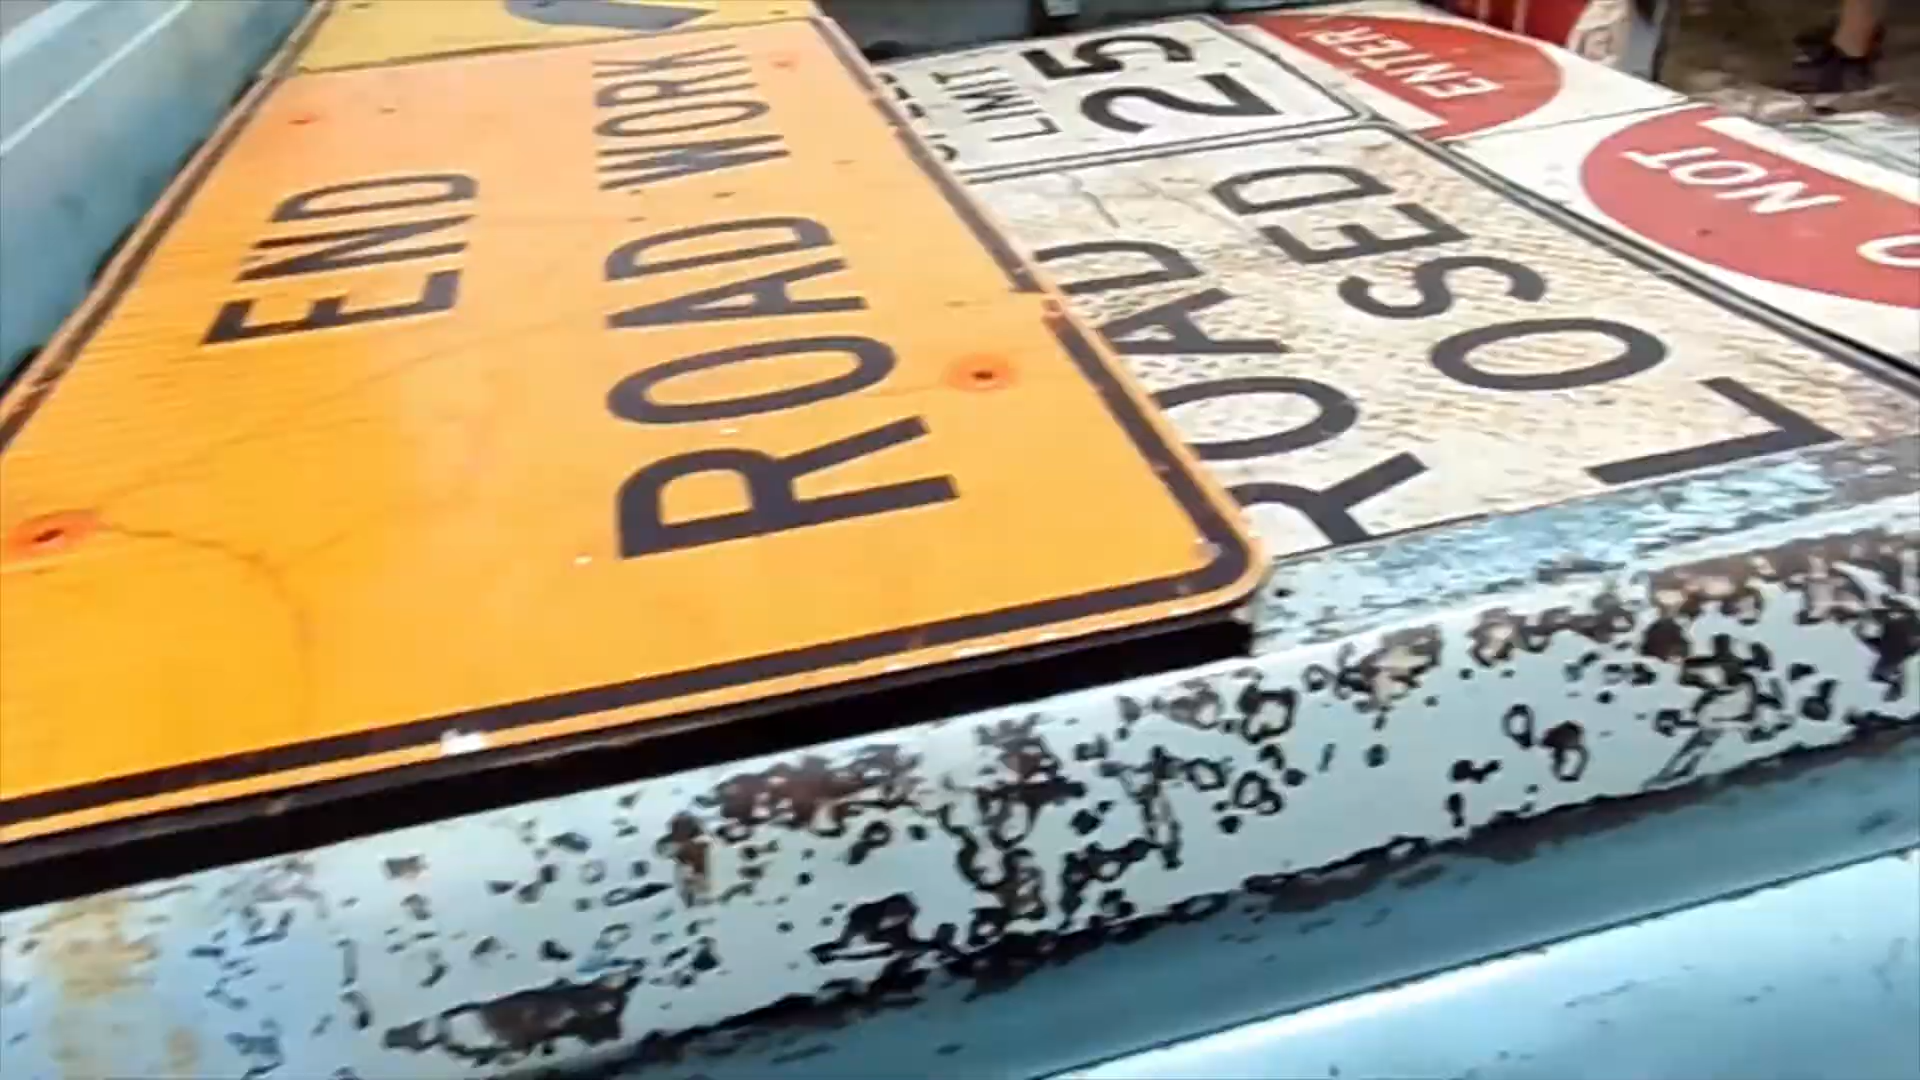 END
ROAD WORK
LIMIT
25
ROAD
LOSED
O NOT
ENTER